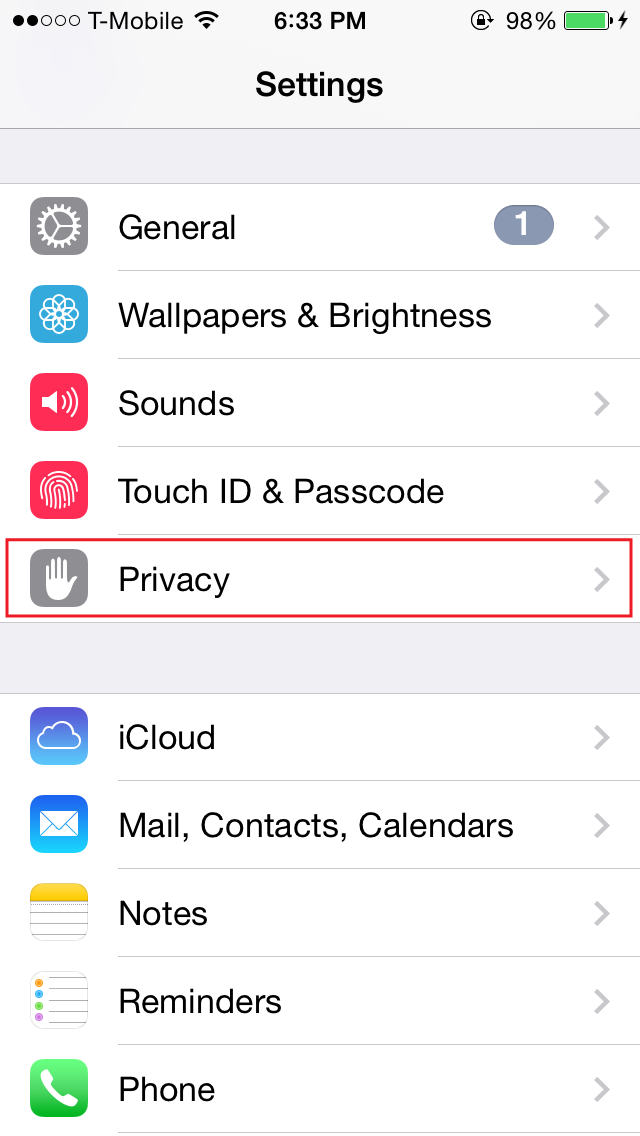 T-Mobile 6:33 PM 98%
Settings
General 1
Wallpapers & Brightness
Sounds
Touch ID & Passcode
Privacy
iCloud
Mail, Contacts, Calendars
Notes
Reminders
Phone